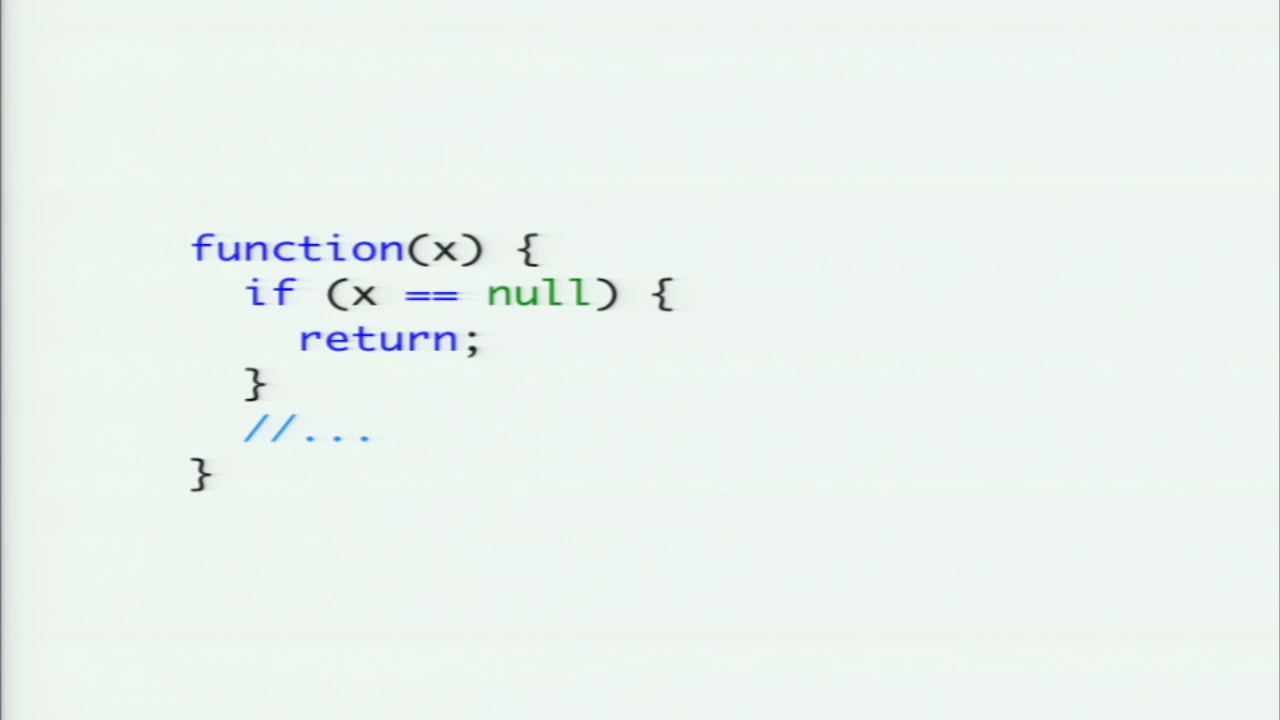 function(x) {
  if (x == null) {
    return;
  }
  //...
}